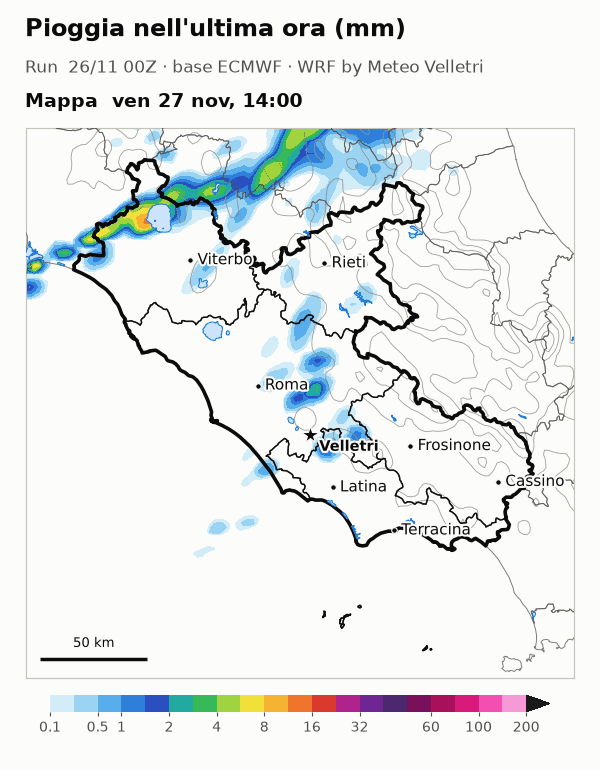 Pioggia nell'ultima ora (mm)
Run  26/11 00Z · base ECMWF · WRF by Meteo Velletri
Mappa  ven 27 nov, 14:00
Viterbo
Rieti
Roma
Velletri
Frosinone
Cassino
Latina
Terracina
50 km
0.1 0.5 1 2 4 8 16 32 60 100 200